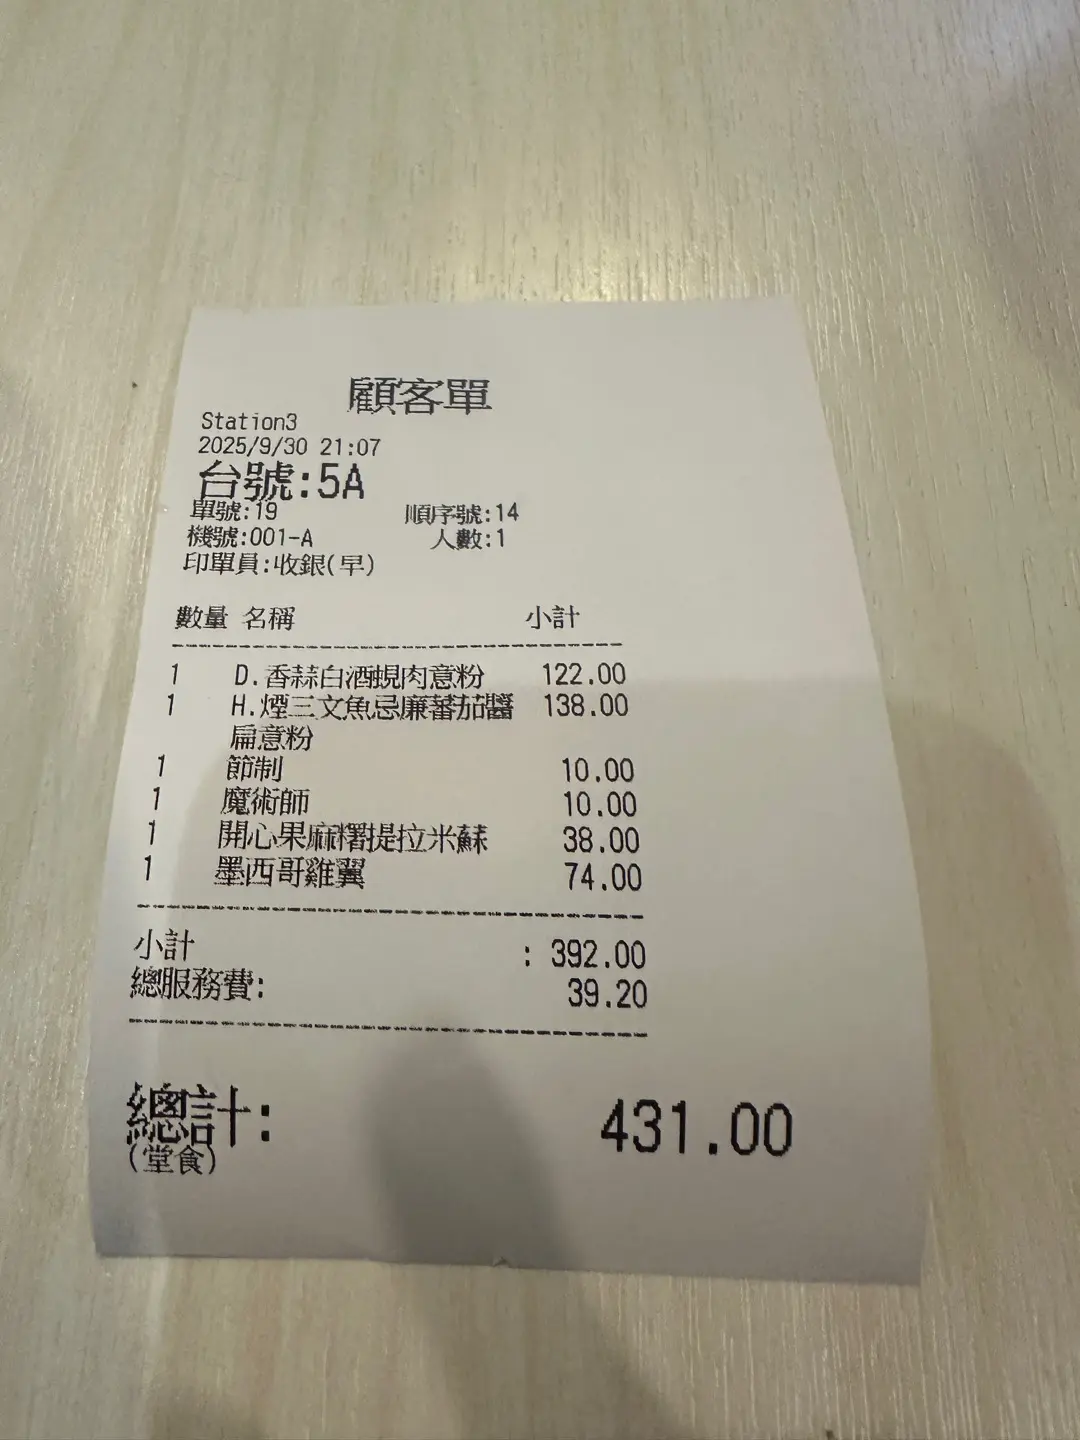 顧客單
Station3
2025/9/30 21:07
台號:5A
單號:19 順序號:14
機號:001-A 人數:1
印單員:收銀(早)
數量 名稱 小計
1 D.香蒜白酒蜆肉意粉 122.00
1 H.煙三文魚忌廉蕃茄醬 138.00
扁意粉
1 節制 10.00
1 魔術師 10.00
1 開心果麻糬提拉米蘇 38.00
1 墨西哥雞翼 74.00
小計 : 392.00
總服務費: 39.20
總計: 431.00
(堂食)